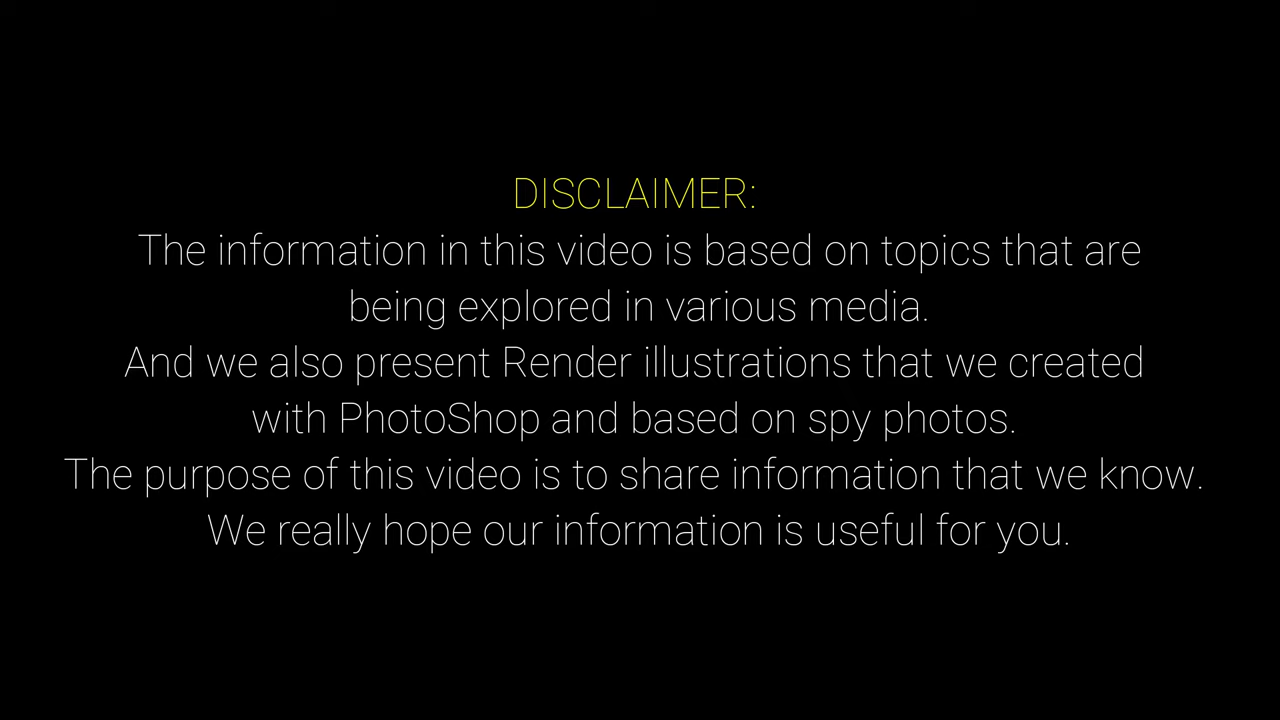 DISCLAIMER:
The information in this video is based on topics that are
being explored in various media.
And we also present Render illustrations that we created
with PhotoShop and based on spy photos.
The purpose of this video is to share information that we know.
We really hope our information is useful for you.